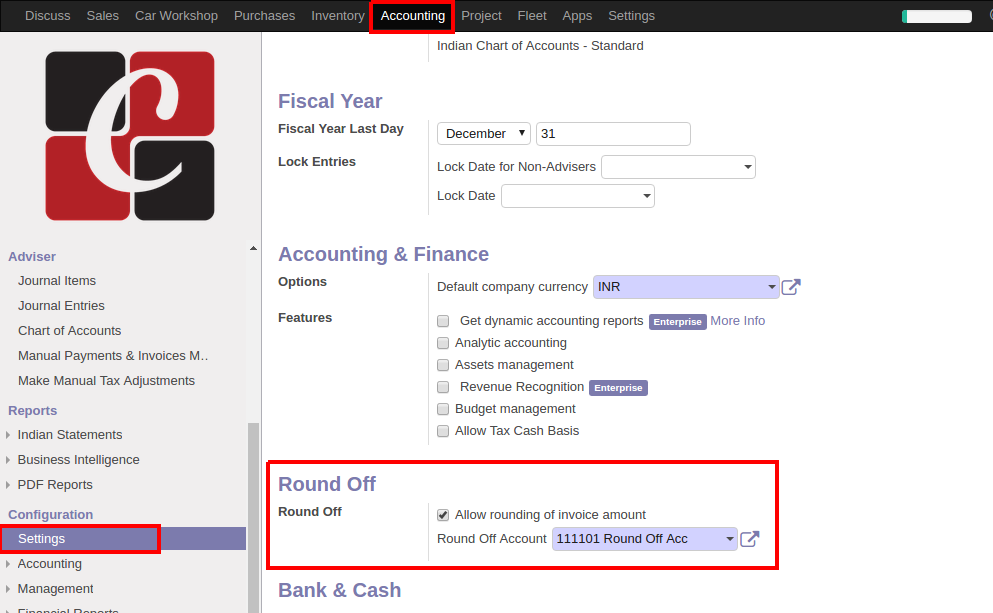 Discuss Sales Car Workshop Purchases Inventory Accounting Project Fleet Apps Settings
C
Adviser
Journal Items
Journal Entries
Chart of Accounts
Manual Payments & Invoices M..
Make Manual Tax Adjustments
Reports
Indian Statements
Business Intelligence
PDF Reports
Configuration
Settings
Accounting
Management
Financial Reports
Indian Chart of Accounts - Standard
Fiscal Year
Fiscal Year Last Day December 31
Lock Entries Lock Date for Non-Advisers
Lock Date
Accounting & Finance
Options Default company currency INR
Features Get dynamic accounting reports Enterprise More Info
Analytic accounting
Assets management
Revenue Recognition Enterprise
Budget management
Allow Tax Cash Basis
Round Off
Round Off Allow rounding of invoice amount
Round Off Account 111101 Round Off Acc
Bank & Cash